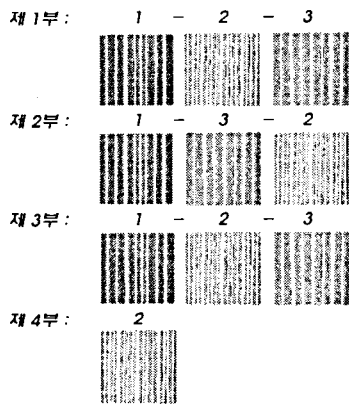 제 1부 : 1 - 2 - 3
제 2부 : 1 - 3 - 2
제 3부 : 1 - 2 - 3
제 4부 : 2